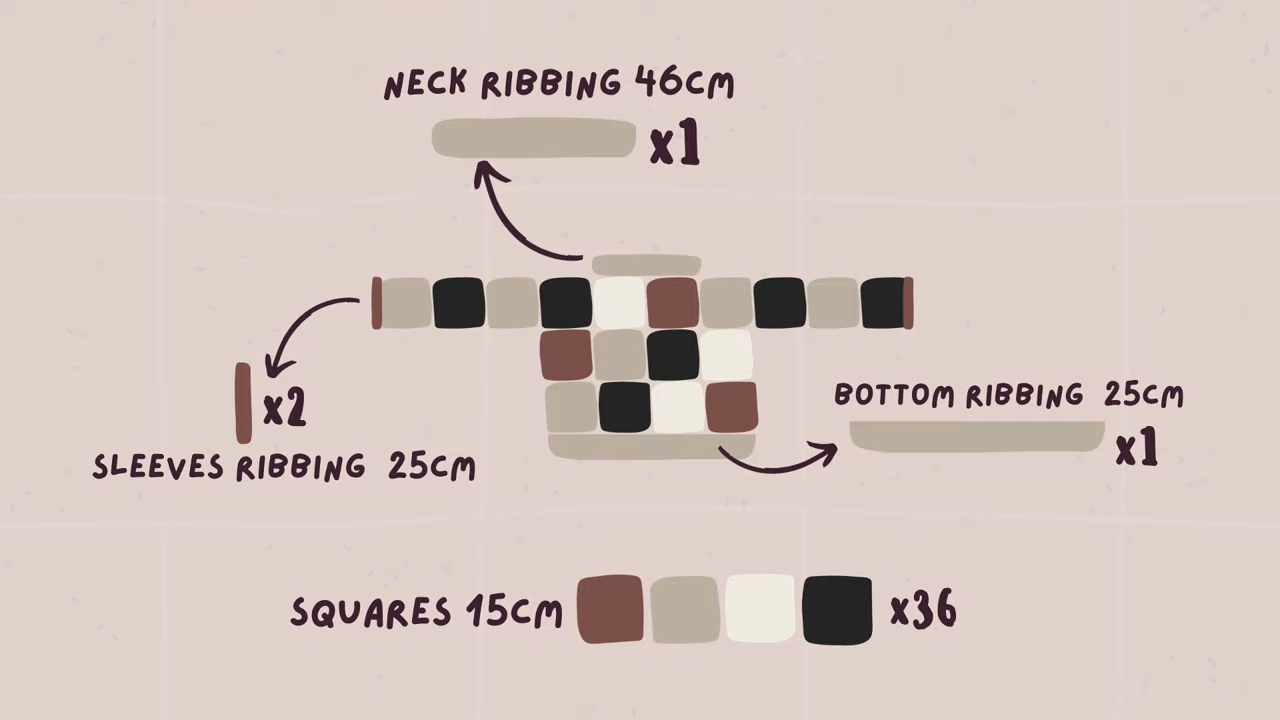 NECK RIBBING 46CM
x1
x2
SLEEVES RIBBING 25CM
BOTTOM RIBBING 25CM
x1
SQUARES 15CM x36